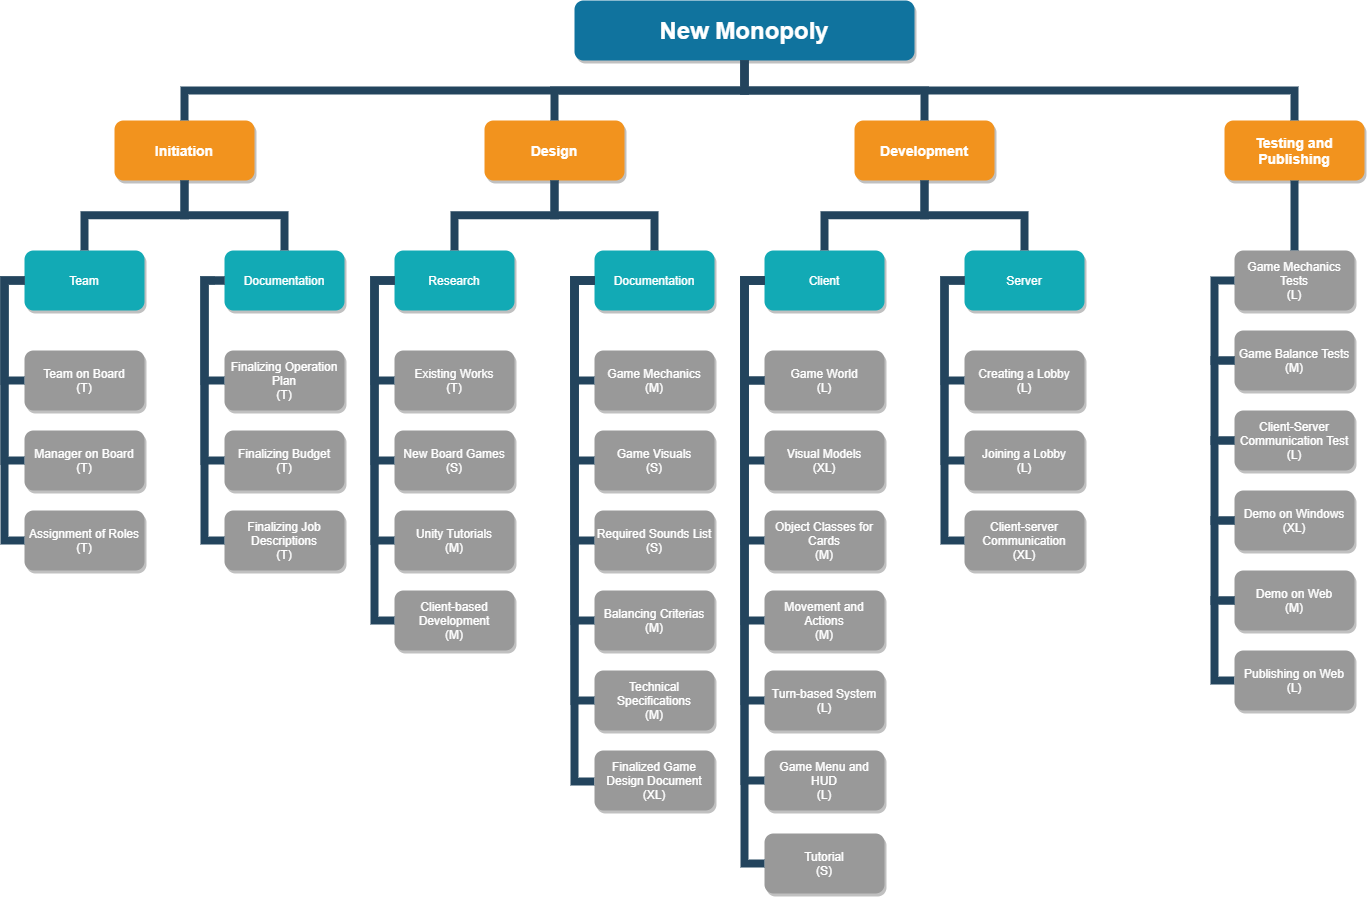 New Monopoly
Initiation
Design
Development
Testing and
Publishing
Team
Documentation
Research
Documentation
Client
Server
Team on Board
(T)
Manager on Board
(T)
Assignment of Roles
(T)
Finalizing Operation
Plan
(T)
Finalizing Budget
(T)
Finalizing Job
Descriptions
(T)
Existing Works
(T)
New Board Games
(S)
Unity Tutorials
(M)
Client-based
Development
(M)
Game Mechanics
(M)
Game Visuals
(S)
Required Sounds List
(S)
Balancing Criterias
(M)
Technical
Specifications
(M)
Finalized Game
Design Document
(XL)
Game World
(L)
Visual Models
(XL)
Object Classes for
Cards
(M)
Movement and
Actions
(M)
Turn-based System
(L)
Game Menu and
HUD
(L)
Tutorial
(S)
Creating a Lobby
(L)
Joining a Lobby
(L)
Client-server
Communication
(XL)
Game Mechanics
Tests
(L)
Game Balance Tests
(M)
Client-Server
Communication Test
(L)
Demo on Windows
(XL)
Demo on Web
(M)
Publishing on Web
(L)